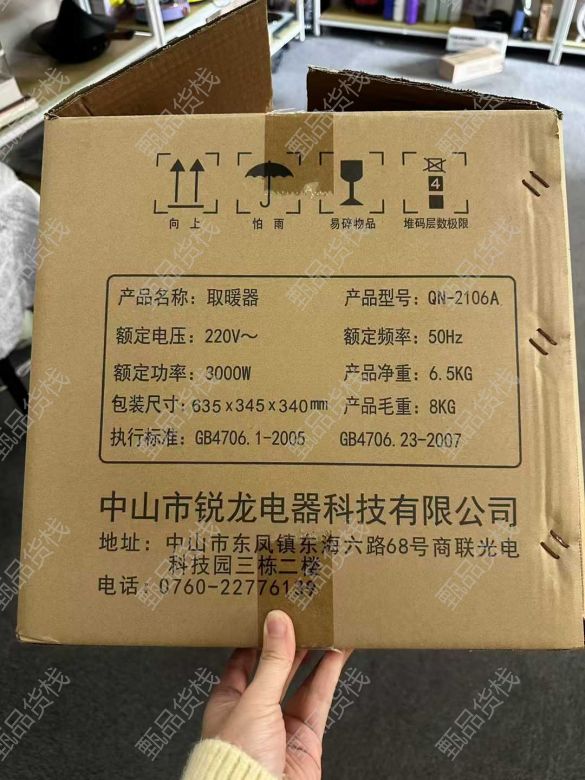 4
向上 怕雨 易碎物品 堆码层数极限
产品名称：取暖器 产品型号：QN-2106A
额定电压：220V～ 额定频率：50Hz
额定功率：3000W 产品净重：6.5KG
包装尺寸：635×345×340mm 产品毛重：8KG
执行标准：GB4706.1-2005 GB4706.23-2007
中山市锐龙电器科技有限公司
地址：中山市东凤镇东海六路68号商联光电
科技园三栋二楼
电话：0760-22776139
甄品货栈